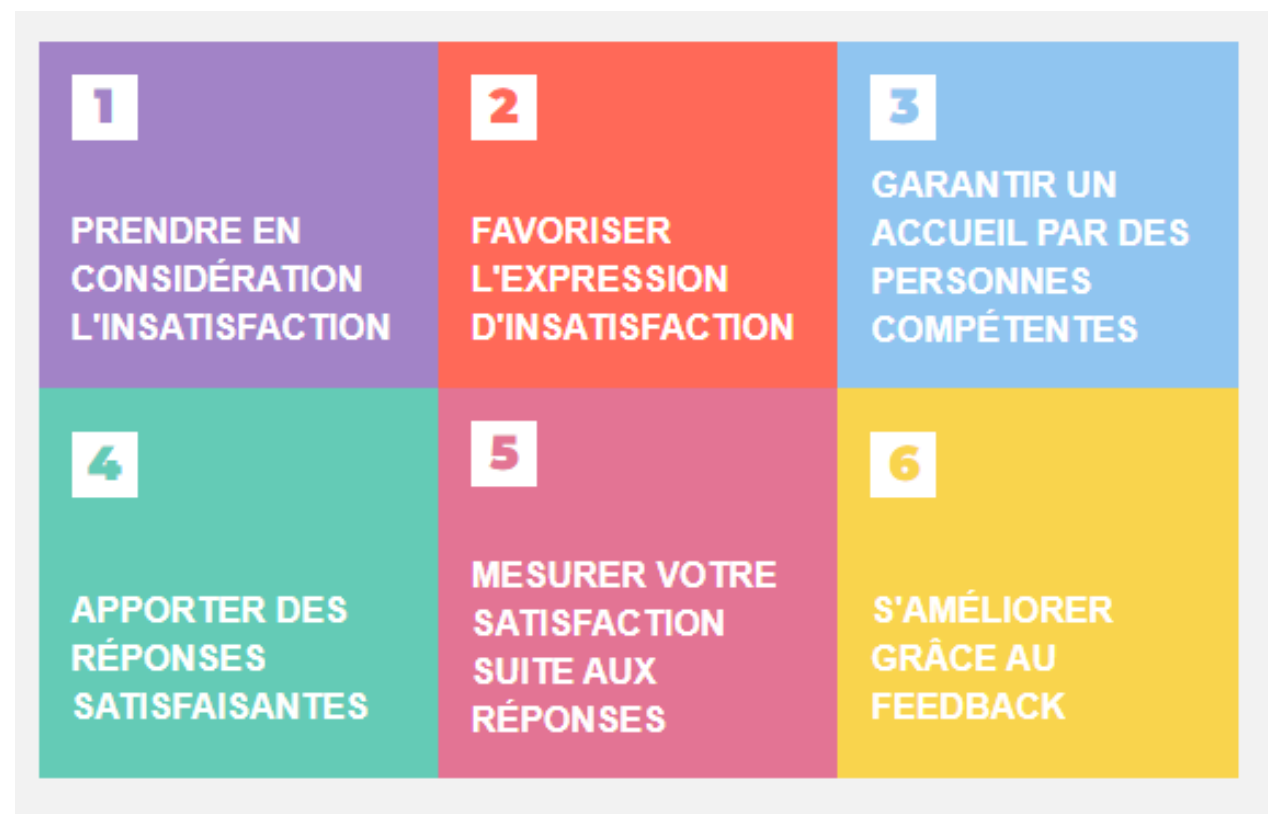 1
PRENDRE EN
CONSIDÉRATION
L'INSATISFACTION
2
FAVORISER
L'EXPRESSION
D'INSATISFACTION
3
GARANTIR UN
ACCUEIL PAR DES
PERSONNES
COMPÉTENTES
4
APPORTER DES
RÉPONSES
SATISFAISANTES
5
MESURER VOTRE
SATISFACTION
SUITE AUX
RÉPONSES
6
S'AMÉLIORER
GRÂCE AU
FEEDBACK